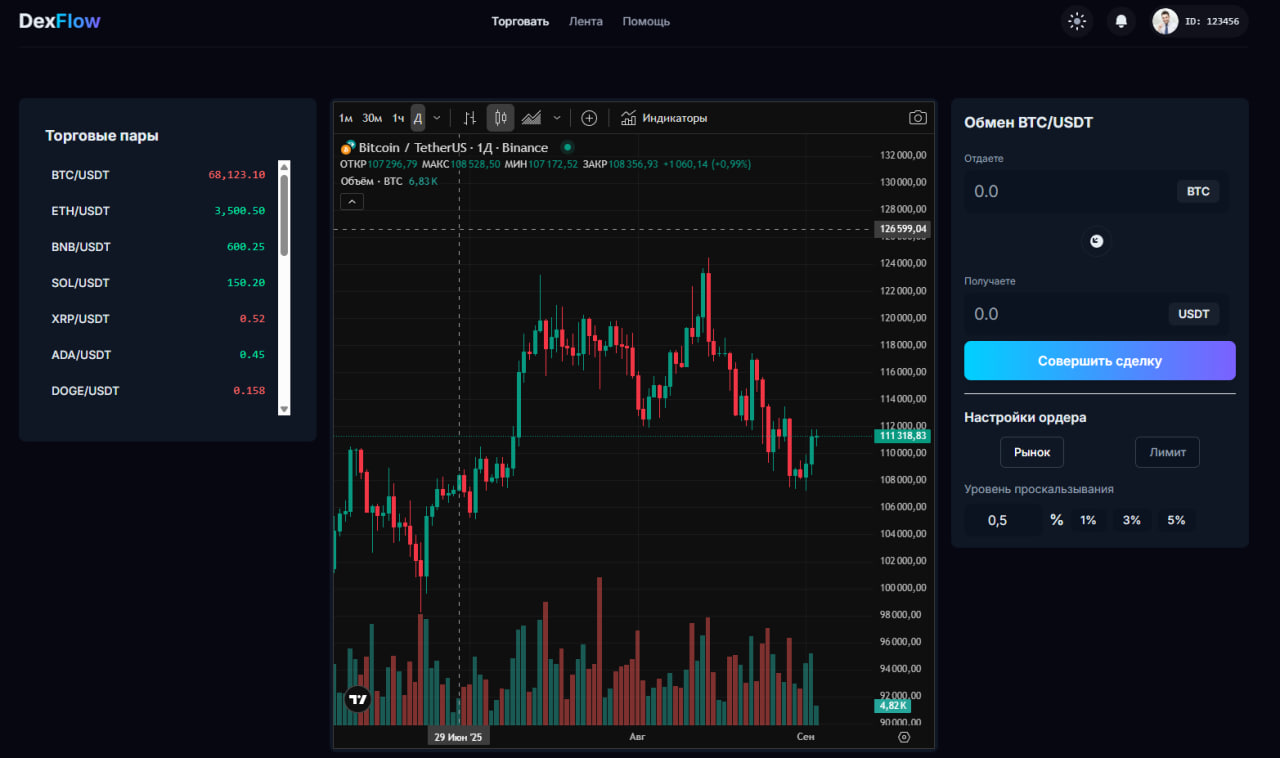 DexFlow
Торговать Лента Помощь
ID: 123456
Торговые пары
BTC/USDT 68,123.10
ETH/USDT 3,500.50
BNB/USDT 600.25
SOL/USDT 150.20
XRP/USDT 0.52
ADA/USDT 0.45
DOGE/USDT 0.158
1м 30м 1ч Д Индикаторы
Bitcoin / TetherUS · 1Д · Binance
ОТКР107 296,79 МАКС108 528,50 МИН107 172,52 ЗАКР108 356,93 +1 060,14 (+0,99%)
Объём · BTC 6,83 K
132 000,00
130 000,00
128 000,00
126 599,04
124 000,00
122 000,00
120 000,00
118 000,00
116 000,00
114 000,00
112 000,00
111 318,83
110 000,00
108 000,00
106 000,00
104 000,00
102 000,00
100 000,00
98 000,00
96 000,00
94 000,00
92 000,00
4,82 K
90 000,00
29 Июн '25 Авг Сен
Обмен BTC/USDT
Отдаете
0.0 BTC
Получаете
0.0 USDT
Совершить сделку
Настройки ордера
Рынок Лимит
Уровень проскальзывания
0,5 % 1% 3% 5%